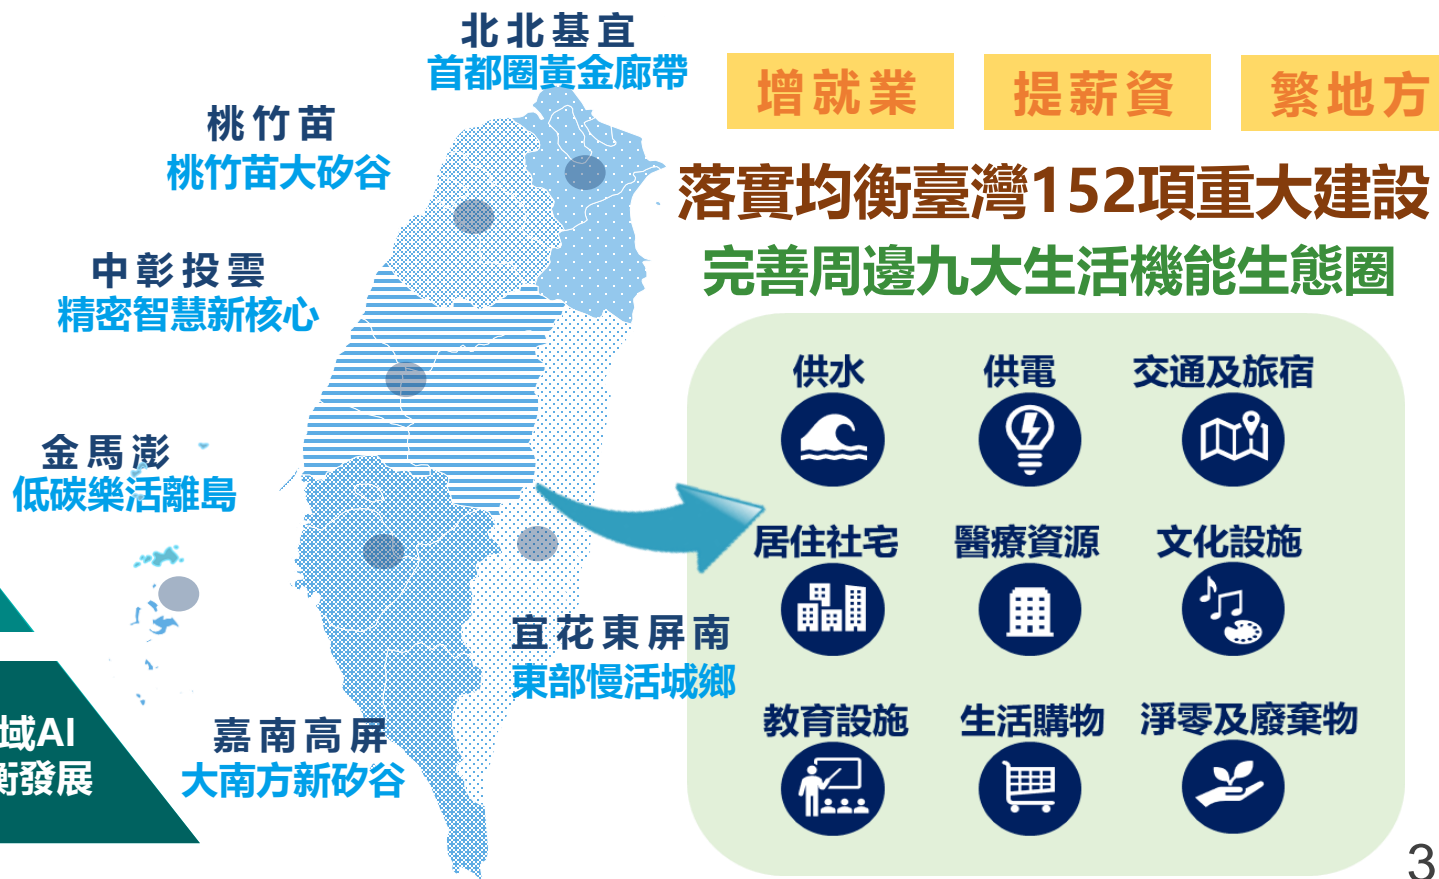 北北基宜
首都圈黃金廊帶
桃竹苗
桃竹苗大矽谷
中彰投雲
精密智慧新核心
金馬澎
低碳樂活離島
宜花東屏南
東部慢活城鄉
嘉南高屏
大南方新矽谷
域AI
衡發展
增就業
提薪資
繁地方
落實均衡臺灣152項重大建設
完善周邊九大生活機能生態圈
供水
供電
交通及旅宿
居住社宅
醫療資源
文化設施
教育設施
生活購物
淨零及廢棄物
3